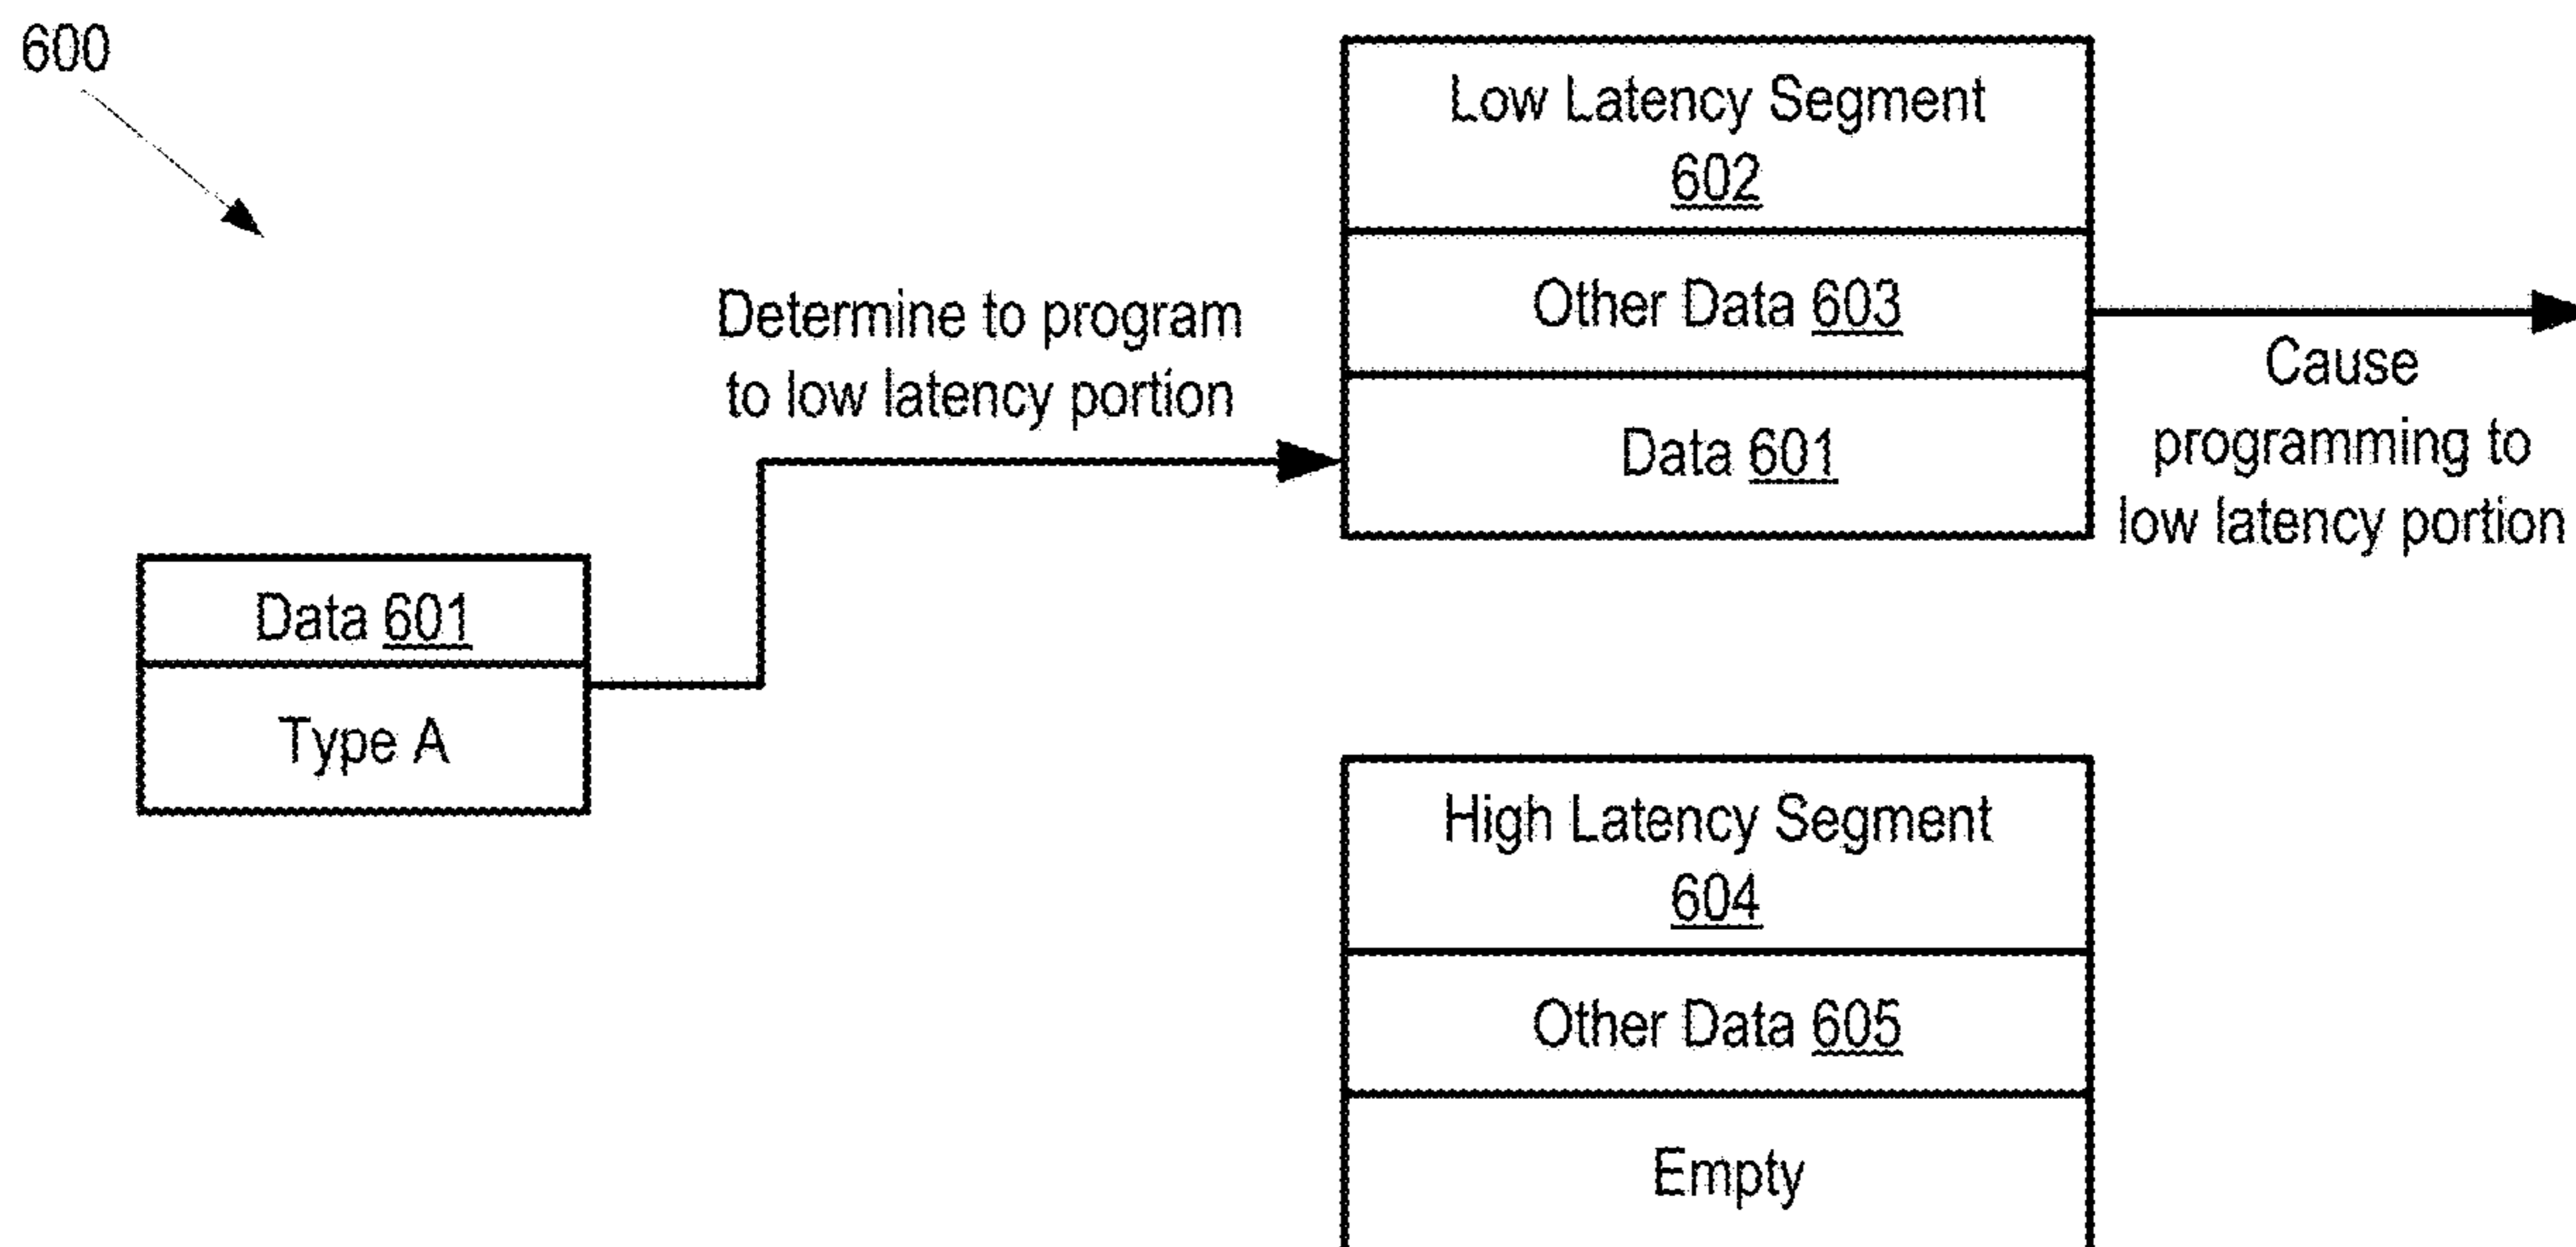 600
Low Latency Segment
602
Other Data 603
Data 601
Determine to program
to low latency portion
Cause
programming to
low latency portion
Data 601
Type A
High Latency Segment
604
Other Data 605
Empty